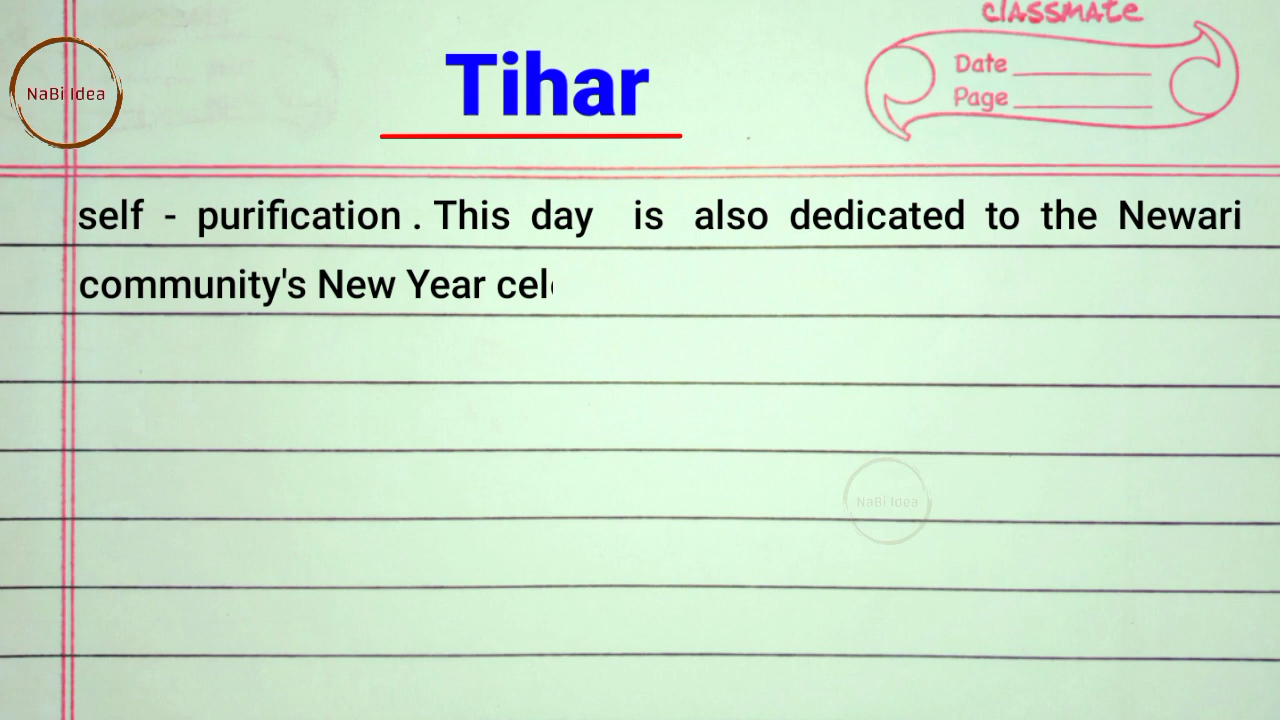 classmate
Tihar
Date
Page
NaBi Idea
self - purification . This day is also dedicated to the Newari
community's New Year
NaBi Idea